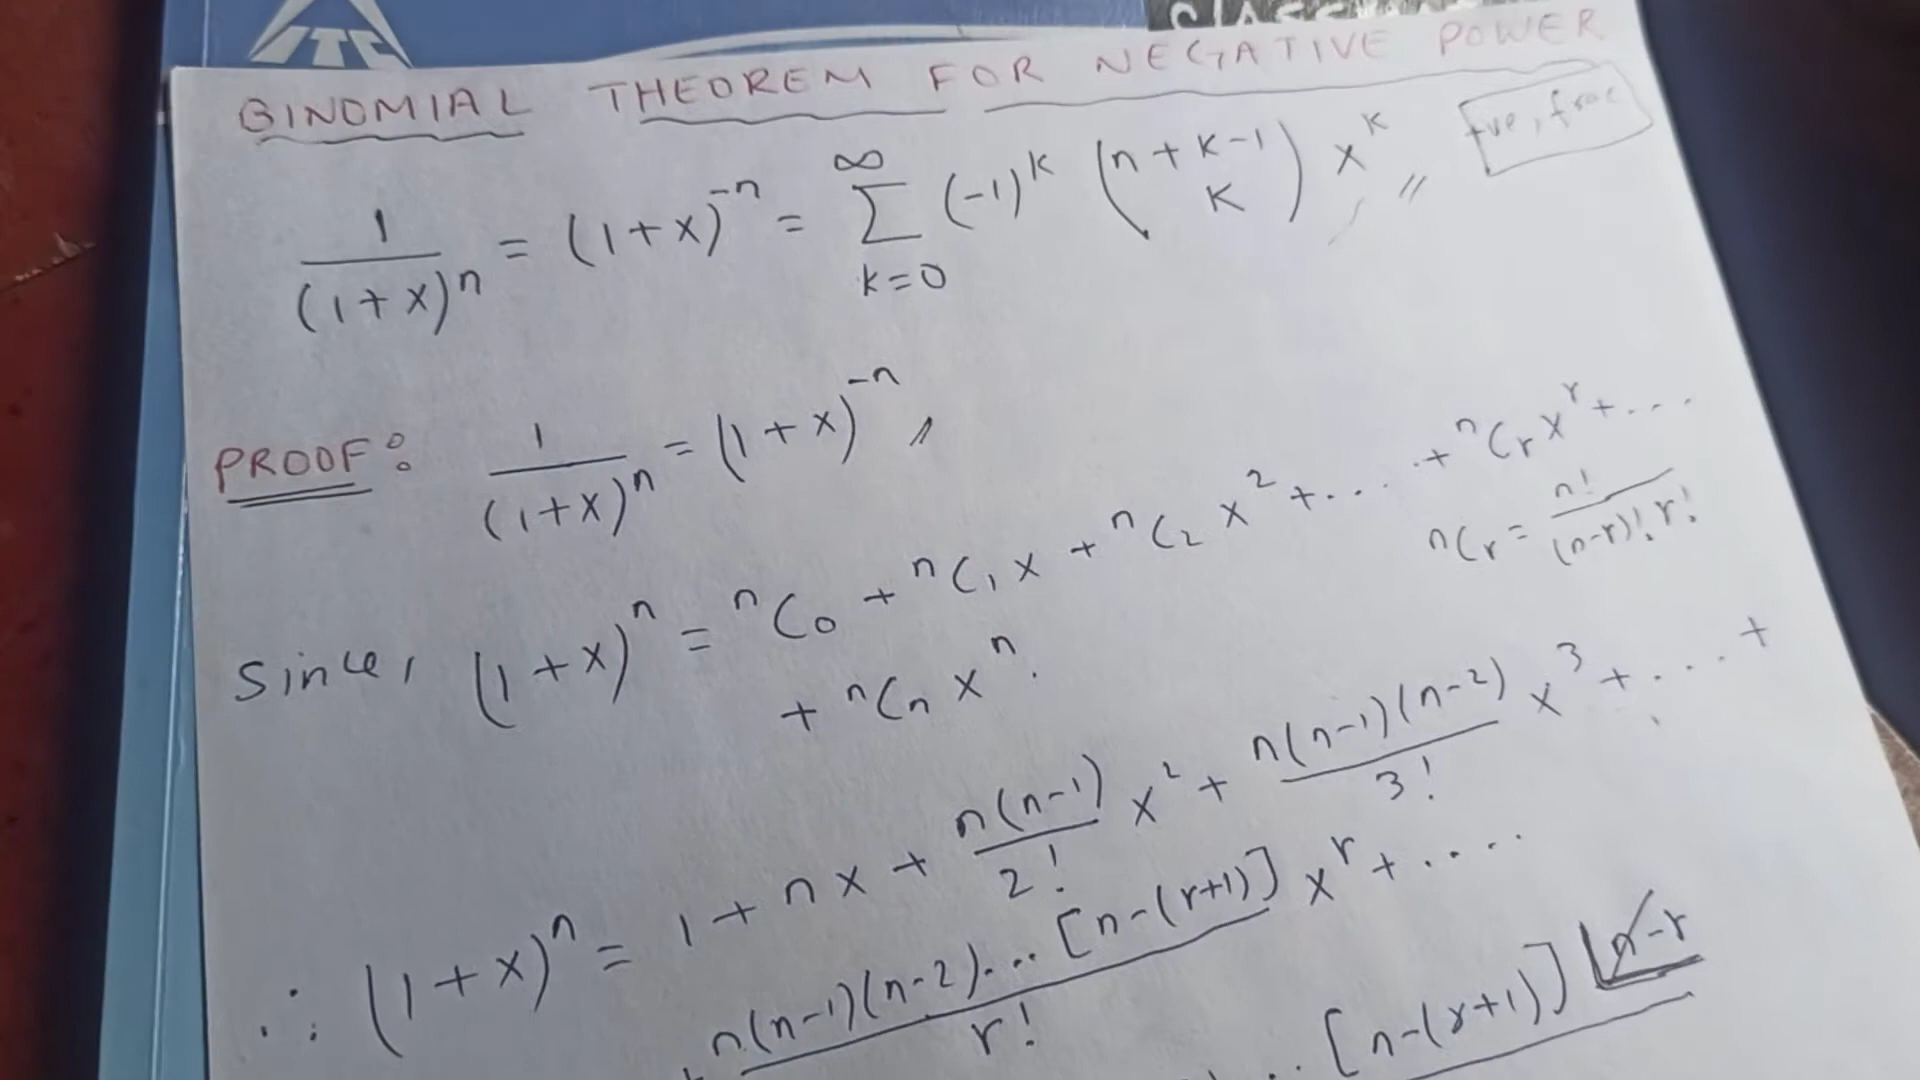 ITC
CLASSM
BINOMIAL THEOREM FOR NEGATIVE POWER
+ve, frac
1/(1+x)^n = (1+x)^-n = ∑_{k=0}^{∞} (-1)^k (n+k-1 K) x^k //
PROOF: 1/(1+x)^n = (1+x)^-n,
Since, (1+x)^n = nC0 + nC1 x + nC2 x^2 + ..... + nCr x^r + ....
nCr = n!/(n-r)! r!
+ nCn x^n.
∴ (1+x)^n = 1 + nx + n(n-1)/2! x^2 + n(n-1)(n-2)/3! x^3 + .... +
n(n-1)(n-2)... [n-(r+1)]/r! x^r + ....
.. [n-(r+1)] n-r